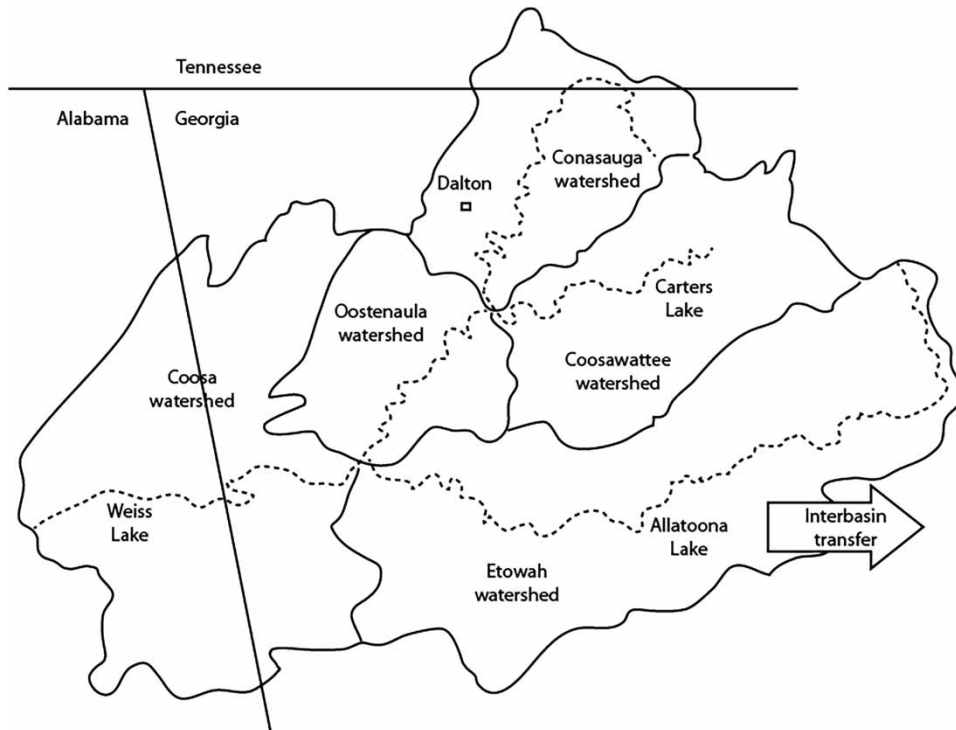 Tennessee
Alabama
Georgia
Conasauga
watershed
Dalton
Carters
Lake
Oostenaula
watershed
Coosawattee
watershed
Coosa
watershed
Weiss
Lake
Allatoona
Lake
Interbasin
transfer
Etowah
watershed